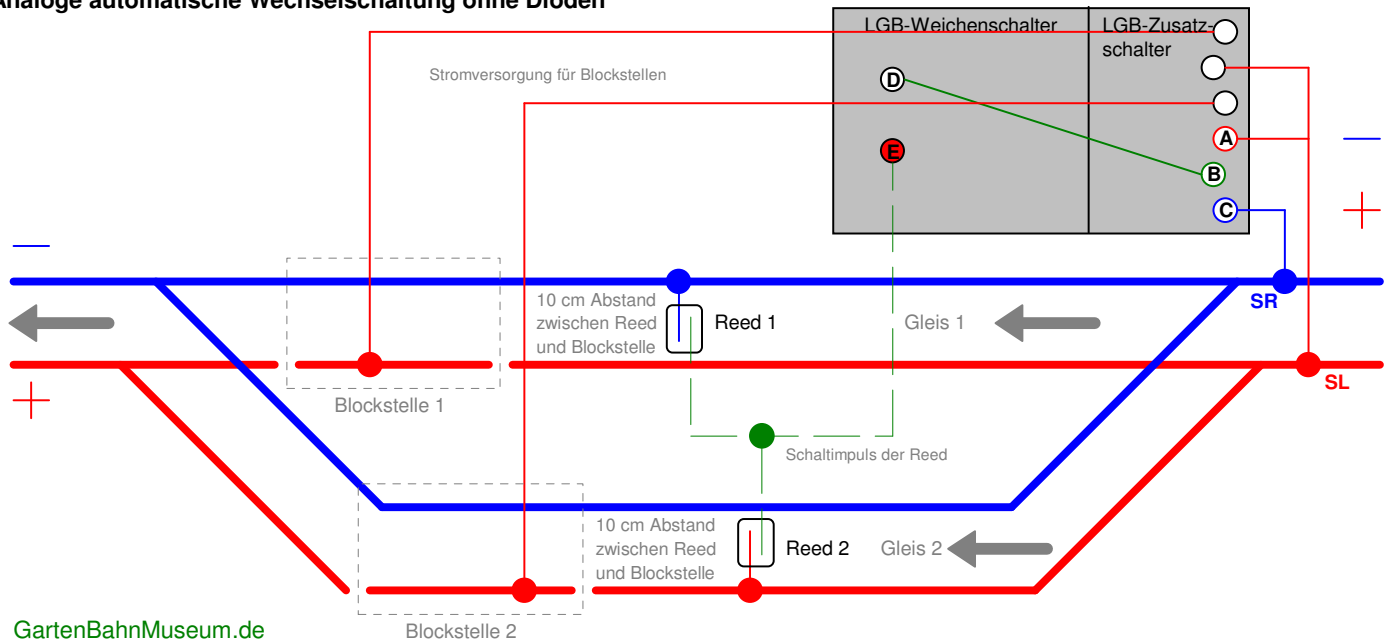 Analoge automatische Wechselschaltung ohne Dioden
LGB-Weichenschalter
LGB-Zusatz-
schalter
Stromversorgung für Blockstellen
D
E
A
B
C
10 cm Abstand
zwischen Reed
und Blockstelle
Reed 1
Gleis 1
SR
SL
Blockstelle 1
Schaltimpuls der Reed
10 cm Abstand
zwischen Reed
und Blockstelle
Reed 2
Gleis 2
GartenBahnMuseum.de
Blockstelle 2